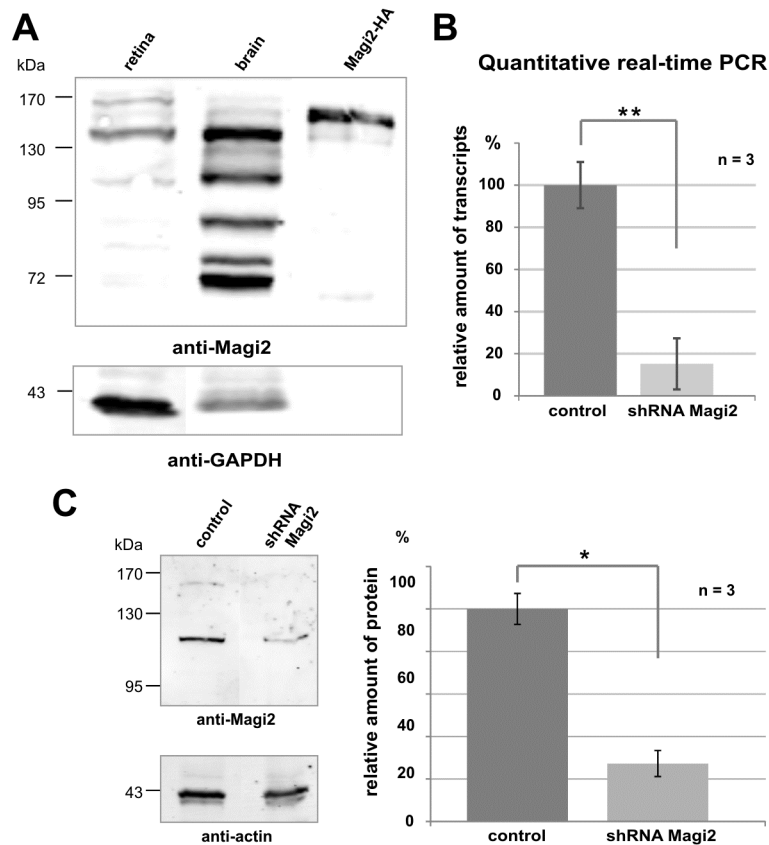 A
retina
brain
Magi2-HA
kDa
170
130
95
72
anti-Magi2
43
anti-GAPDH
B
Quantitative real-time PCR
**
%
n = 3
relative amount of transcripts
100
80
60
40
20
0
control
shRNA Magi2
C
control
shRNA
Magi2
kDa
170
130
95
anti-Magi2
43
anti-actin
%
*
n = 3
relative amount of protein
100
80
60
40
20
0
control
shRNA Magi2